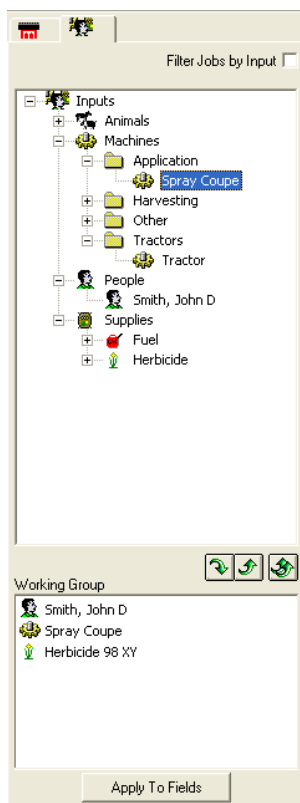 Filter Jobs by Input
Inputs
Animals
Machines
Application
Spray Coupe
Harvesting
Other
Tractors
Tractor
People
Smith, John D
Supplies
Fuel
Herbicide
Working Group
Smith, John D
Spray Coupe
Herbicide 98 XY
Apply To Fields